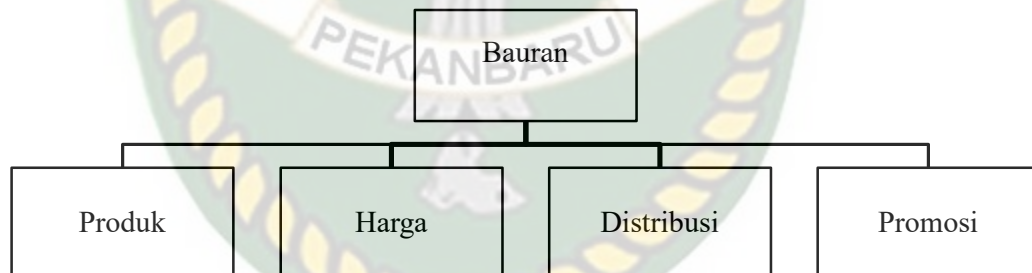 PEKANBARU
Bauran
Produk
Harga
Distribusi
Promosi